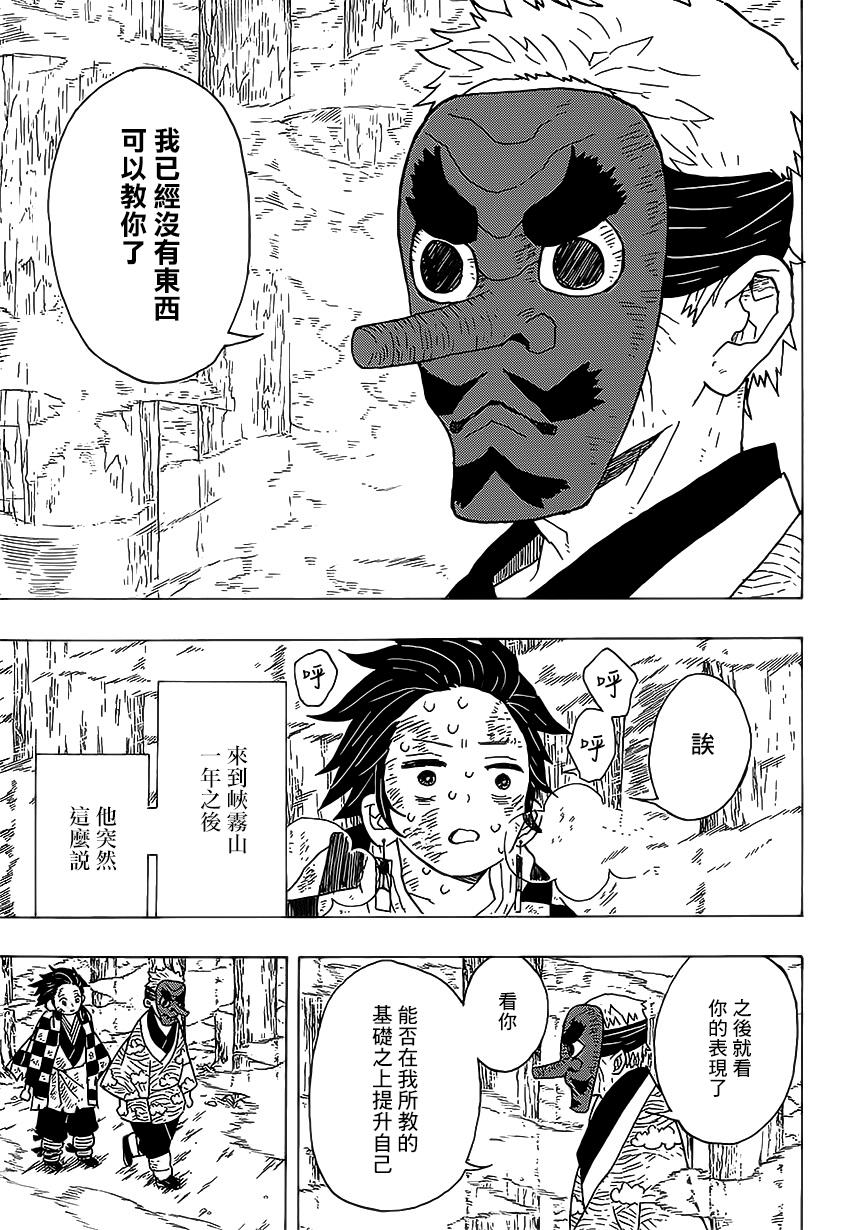 我已經沒有東西
可以教你了
誒
呼
呼
呼
來到峽霧山
一年之後
他突然
這麼說
之後就看
你的表現了
看你
能否在我所教的
基礎之上提升自己